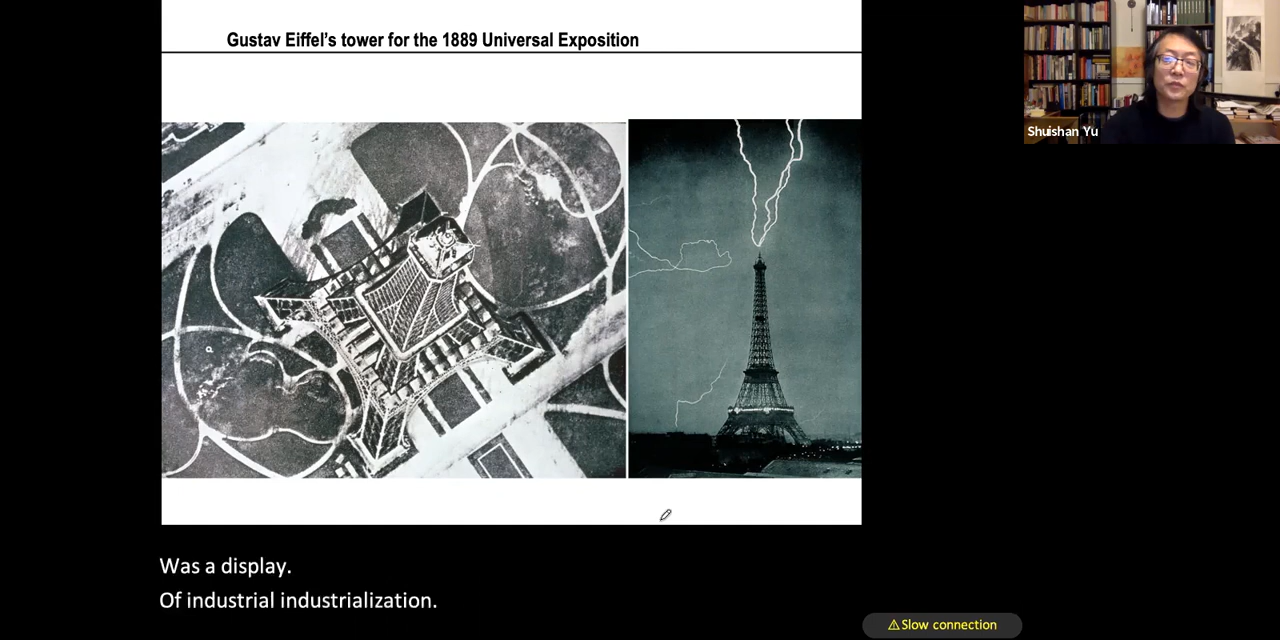 Gustav Eiffel's tower for the 1889 Universal Exposition
Shuishan Yu
Was a display.
Of industrial industrialization.
⚠Slow connection